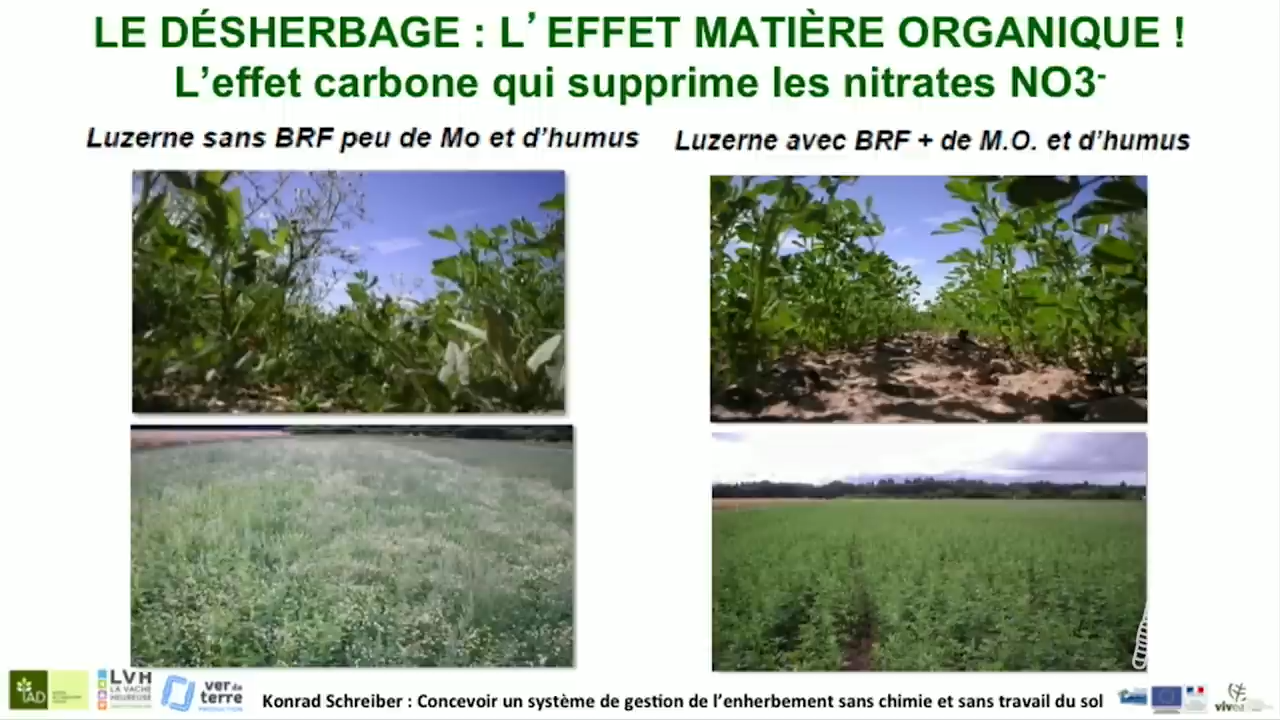 LE DÉSHERBAGE : L’EFFET MATIÈRE ORGANIQUE !
L’effet carbone qui supprime les nitrates NO3-
Luzerne sans BRF peu de Mo et d’humus
Luzerne avec BRF + de M.O. et d’humus
IAD
LVH
LA VACHE
HEUREUSE
ver de
terre
PRODUCTION
Konrad Schreiber : Concevoir un système de gestion de l’enherbement sans chimie et sans travail du sol
vivea